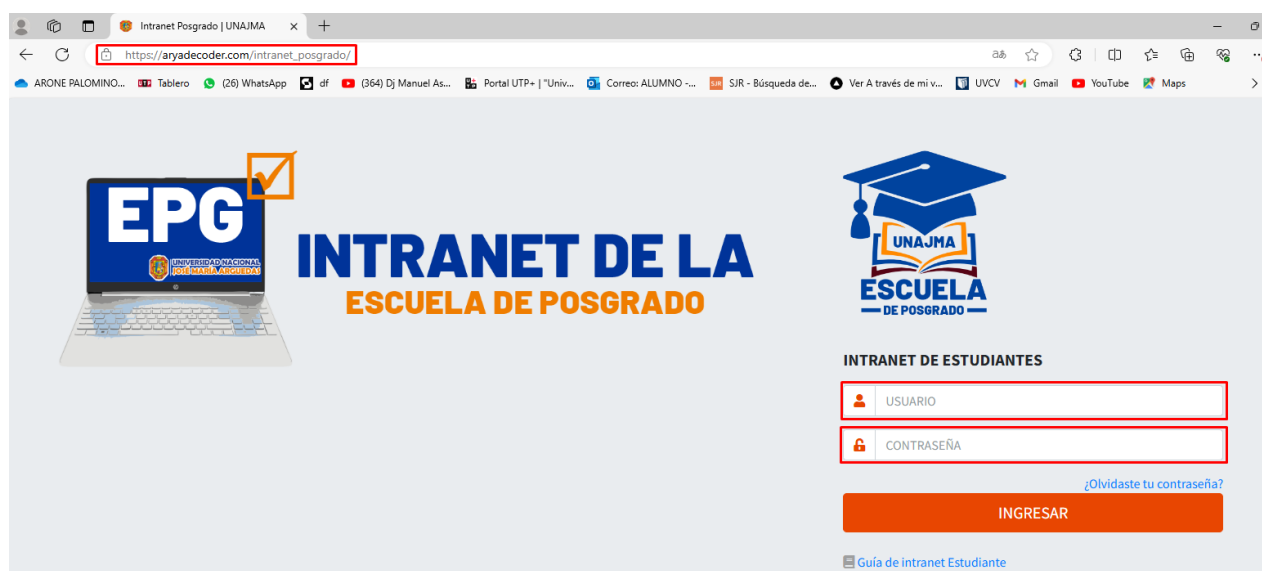 Intranet Posgrado | UNAJMA
https://aryadecoder.com/intranet_posgrado/
ARONE PALOMINO... Tablero (26) WhatsApp df (364) Dj Manuel As... Portal UTP+ | "Univ... Correo: ALUMNO -... SJR SJR - Búsqueda de... Ver A través de mi v... UVCV Gmail YouTube Maps
EPG
UNIVERSIDAD NACIONAL
JOSÉ MARÍA ARGUEDAS
INTRANET DE LA
ESCUELA DE POSGRADO
UNAJMA
ESCUELA
DE POSGRADO
INTRANET DE ESTUDIANTES
USUARIO
CONTRASEÑA
¿Olvidaste tu contraseña?
INGRESAR
Guía de intranet Estudiante